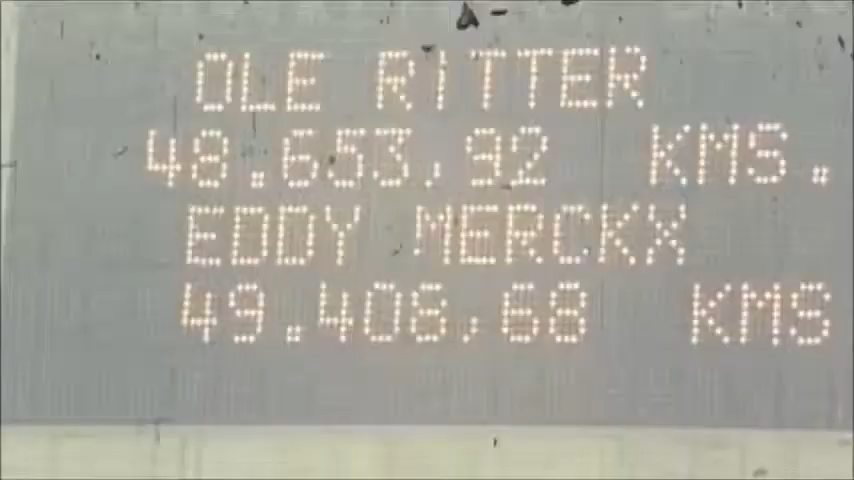 OLE RITTER
48.653,92 KMS.
EDDY MERCKX
49.408,68 KMS